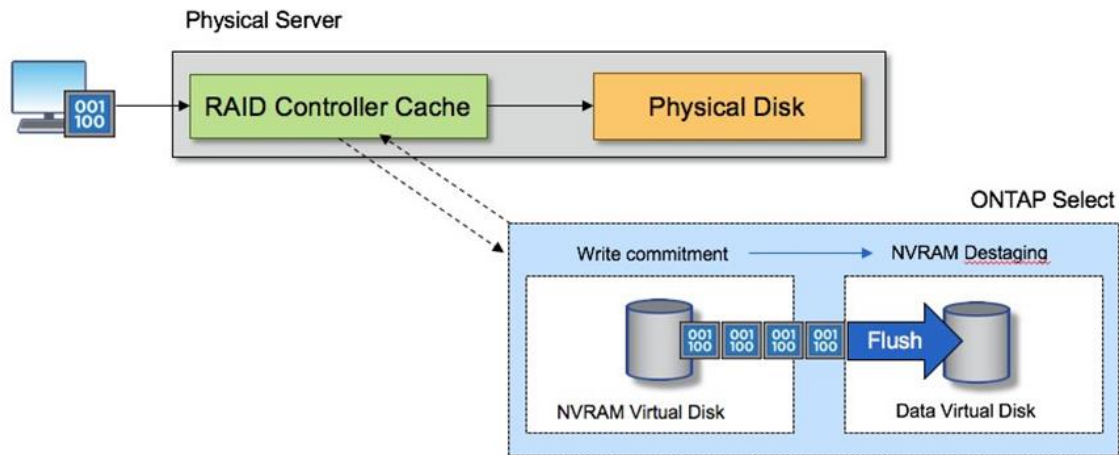 Physical Server
001
100
RAID Controller Cache
Physical Disk
ONTAP Select
Write commitment
NVRAM Destaging
001
100
001
100
001
100
001
100
Flush
NVRAM Virtual Disk
Data Virtual Disk